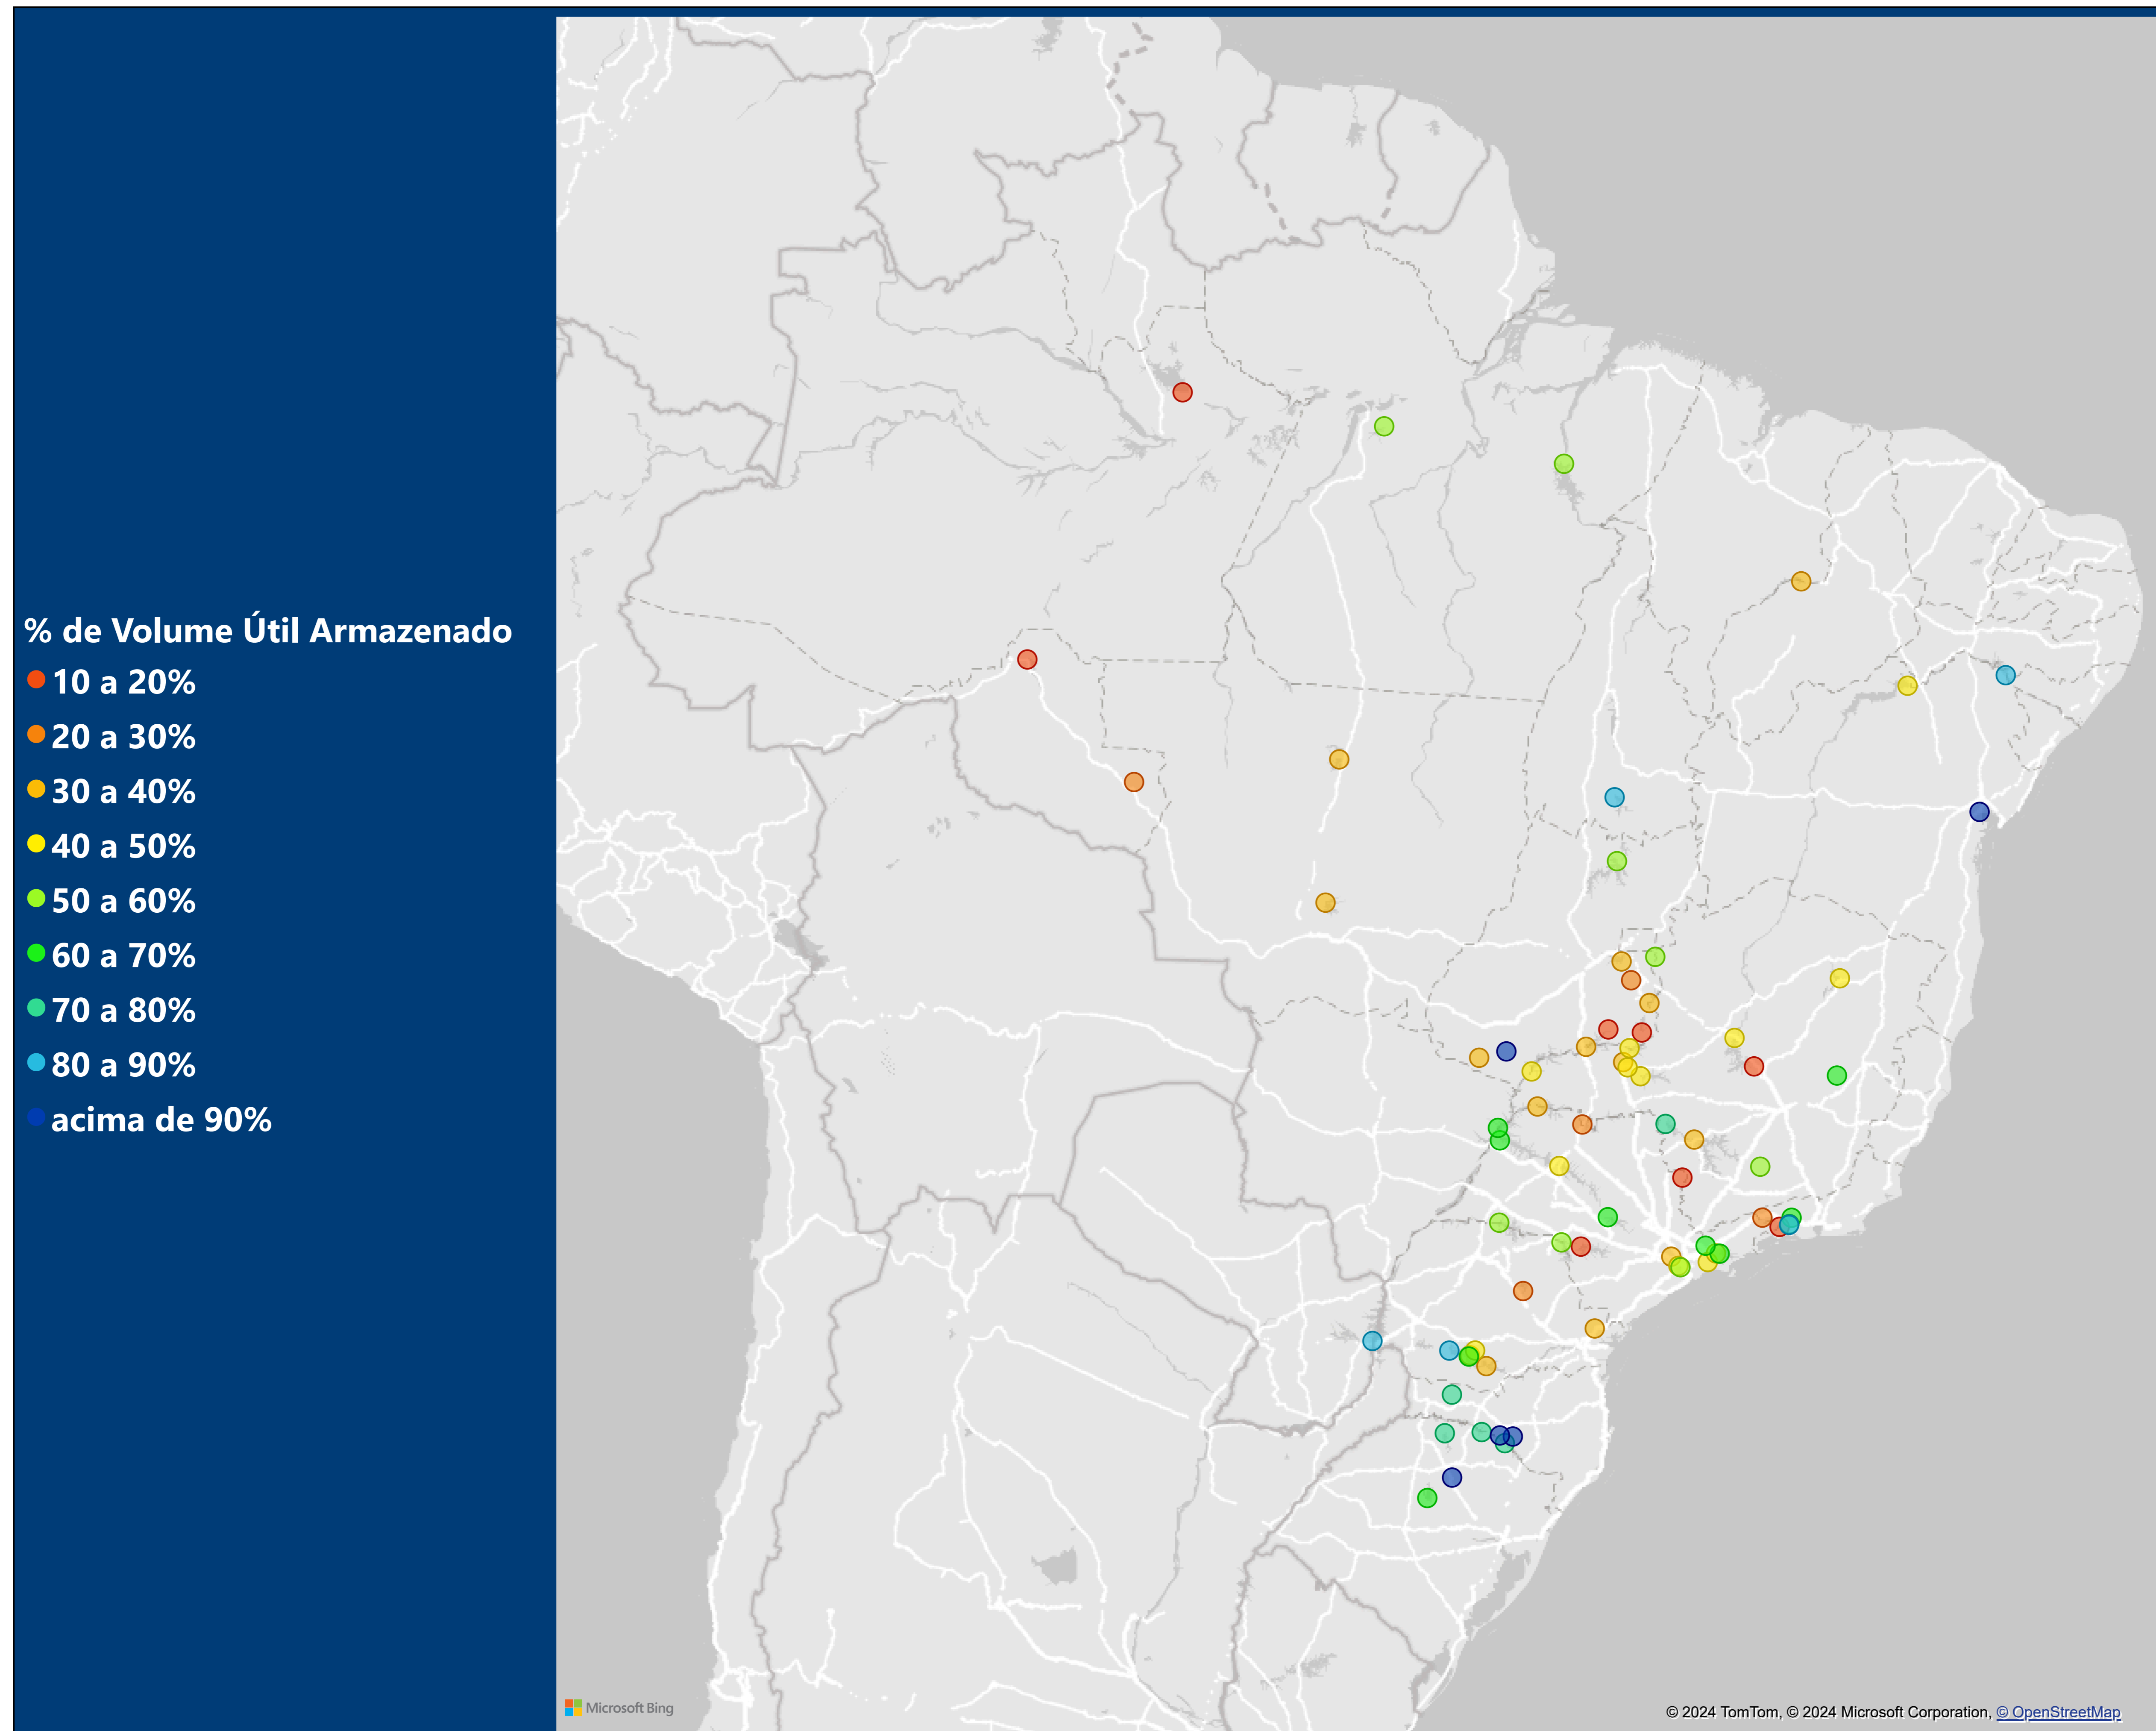 % de Volume Útil Armazenado
10 a 20%
20 a 30%
30 a 40%
40 a 50%
50 a 60%
60 a 70%
70 a 80%
80 a 90%
acima de 90%
Microsoft Bing
© 2024 TomTom, © 2024 Microsoft Corporation, © OpenStreetMap